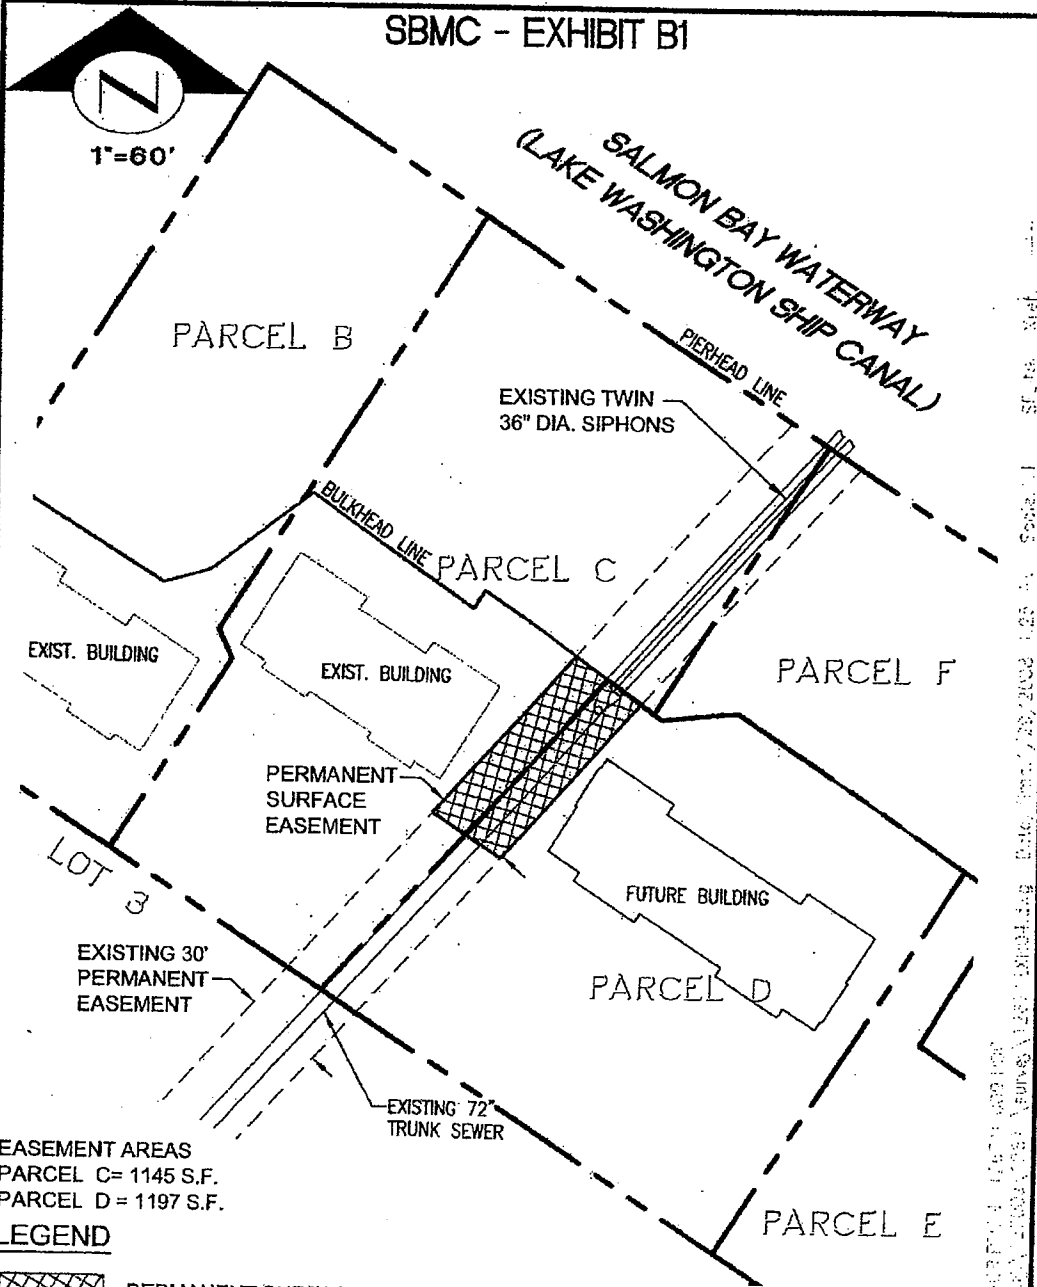 SBMC - EXHIBIT B1
N
1"=60'
SALMON BAY WATERWAY
(LAKE WASHINGTON SHIP CANAL)
PARCEL B
PIERHEAD LINE
EXISTING TWIN
36" DIA. SIPHONS
BULKHEAD LINE
PARCEL C
EXIST. BUILDING
EXIST. BUILDING
PARCEL F
PERMANENT
SURFACE
EASEMENT
LOT 3
FUTURE BUILDING
EXISTING 30'
PERMANENT
EASEMENT
PARCEL D
EXISTING 72"
TRUNK SEWER
EASEMENT AREAS
PARCEL C= 1145 S.F.
PARCEL D = 1197 S.F.
LEGEND
PARCEL E